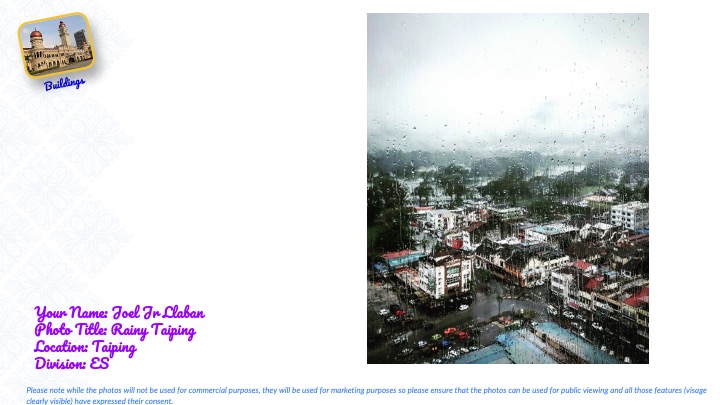 Buildings
Your Name: Joel Jr Llaban
Photo Title: Rainy Taiping
Location: Taiping
Division: ES
Please note while the photos will not be used for commercial purposes, they will be used for marketing purposes so please ensure that the photos can be used for public viewing and all those features (visage
clearly visible) have expressed their consent.